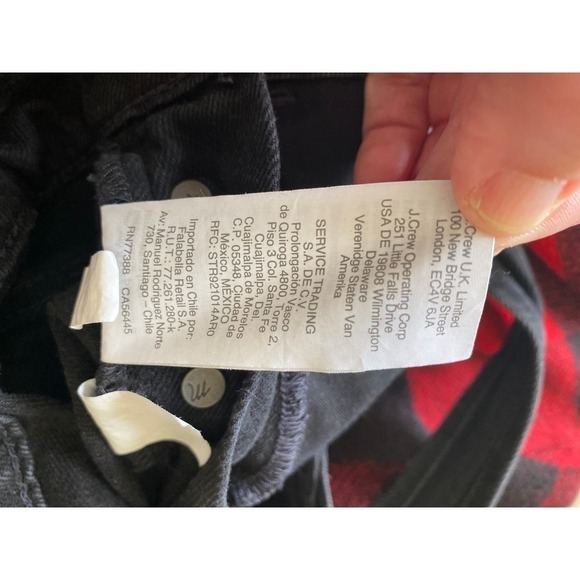 J.Crew U.K. Limited
100 New Bridge Street
London, EC4V 6JA
J.Crew Operating Corp
251 Little Falls Drive
USA DE 19808 Wilmington
Delaware
Verenidge Staten Van
Amerika
SERVICE TRADING
S.A. DE C.V.
Prolongación Vasco
de Quiroga 4800, Torre 2,
Piso 3 Col. Santa Fe
Cuajimalpa, Del.
Cuajimalpa de Morelos
C.P. 05348, Ciudad de
México, MÉXICO
RFC: STR921014AR0
Importado en Chile por:
Falabella Retail S.A.
R.U.T.: 77.261.280-k
Av: Manuel Rodríguez Norte
730, Santiago - Chile
RN77388 CA56445
m